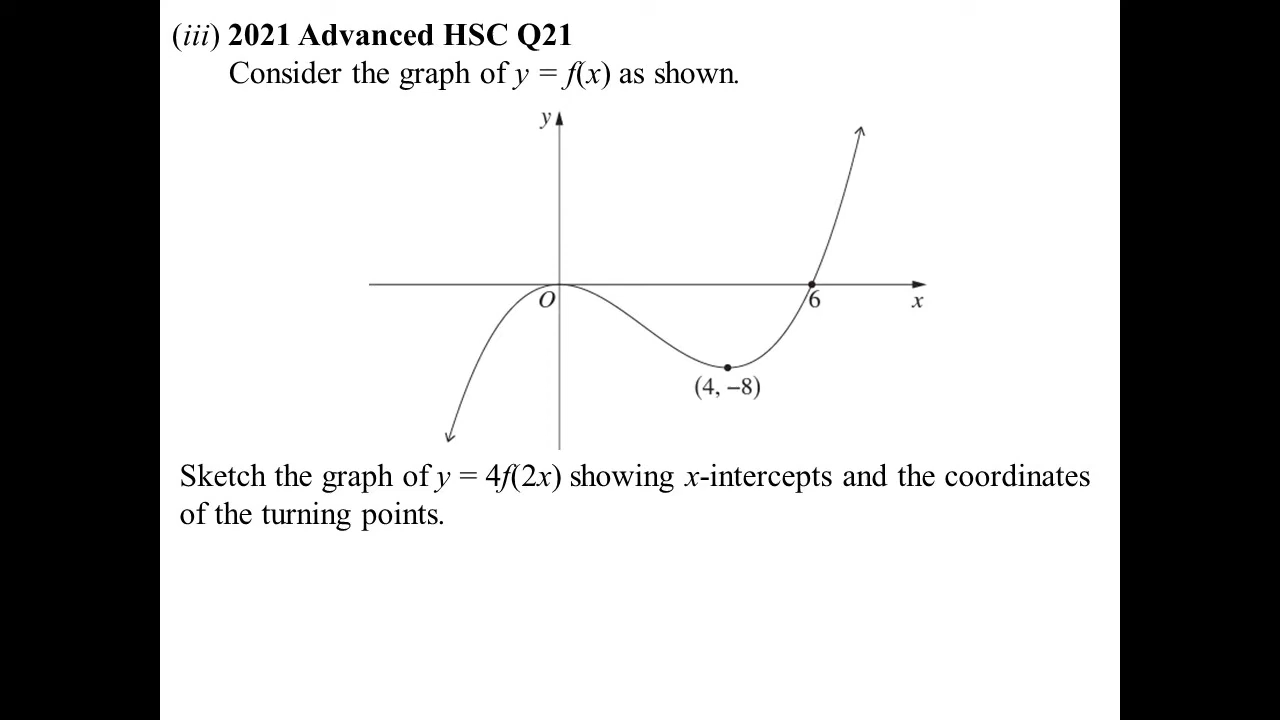 (iii) 2021 Advanced HSC Q21
Consider the graph of y = f(x) as shown.
y
O
6
x
(4, –8)
Sketch the graph of y = 4f(2x) showing x-intercepts and the coordinates
of the turning points.